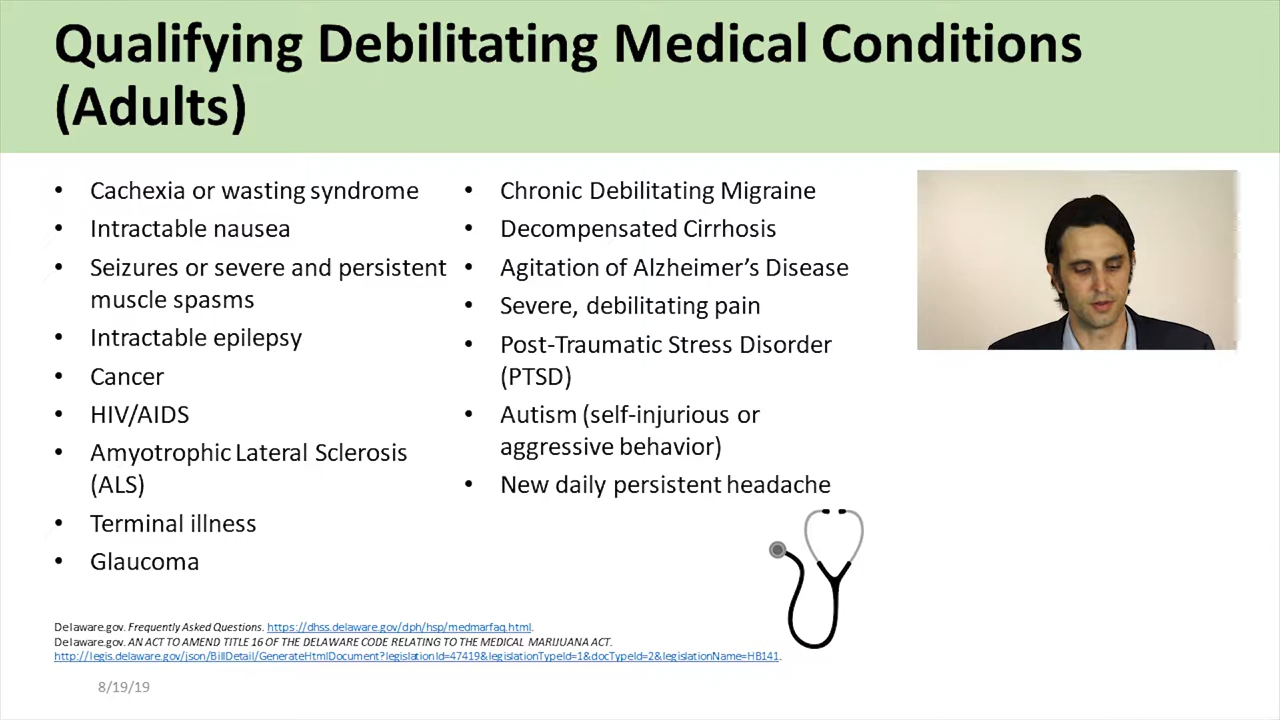 Qualifying Debilitating Medical Conditions
(Adults)
• Cachexia or wasting syndrome
• Intractable nausea
• Seizures or severe and persistent
muscle spasms
• Intractable epilepsy
• Cancer
• HIV/AIDS
• Amyotrophic Lateral Sclerosis
(ALS)
• Terminal illness
• Glaucoma
• Chronic Debilitating Migraine
• Decompensated Cirrhosis
• Agitation of Alzheimer’s Disease
• Severe, debilitating pain
• Post-Traumatic Stress Disorder
(PTSD)
• Autism (self-injurious or
aggressive behavior)
• New daily persistent headache
Delaware.gov. Frequently Asked Questions. https://dhss.delaware.gov/dph/hsp/medmarfaq.html.
Delaware.gov. AN ACT TO AMEND TITLE 16 OF THE DELAWARE CODE RELATING TO THE MEDICAL MARIJUANA ACT.
http://legis.delaware.gov/json/BillDetail/GenerateHtmlDocument?legislationId=47419&legislationTypeId=1&docTypeId=2&legislationName=HB141.
8/19/19